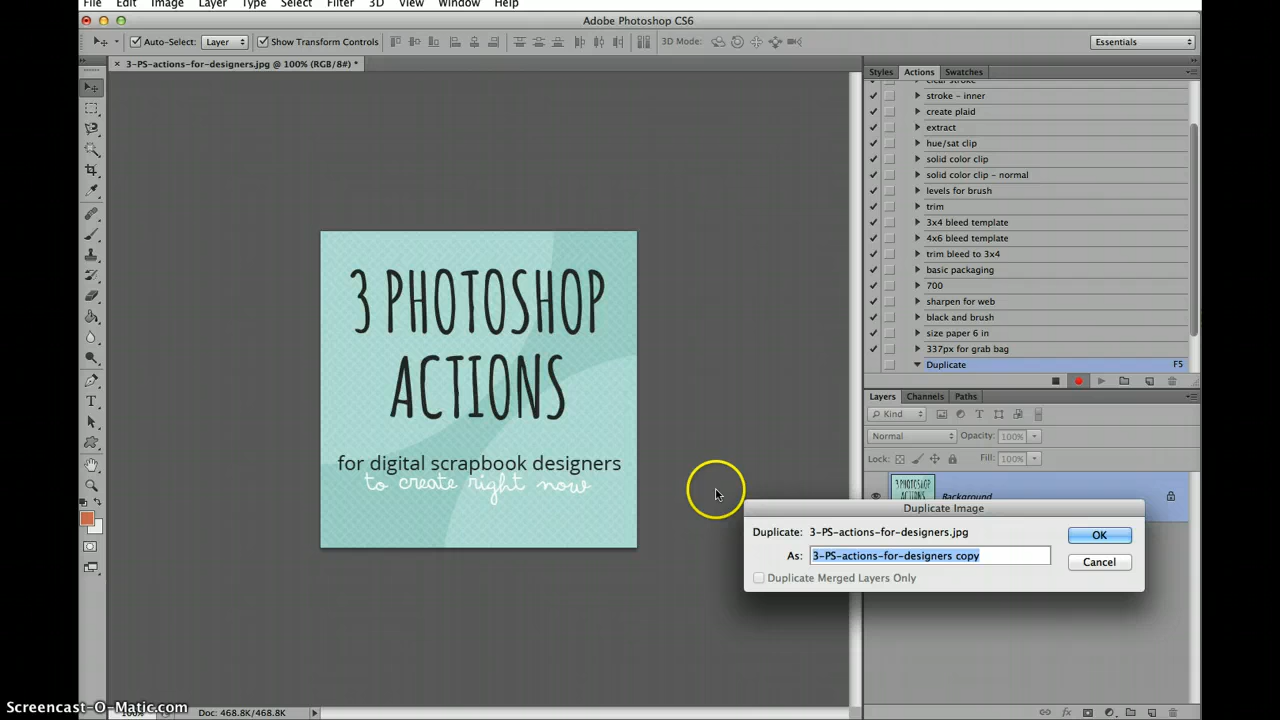 File Edit Image Layer Type Select Filter 3D View Window Help
Adobe Photoshop CS6
Auto-Select: Layer Show Transform Controls 3D Mode: Essentials
3-PS-actions-for-designers.jpg @ 100% (RGB/8#) *
Styles Actions Swatches
clear stroke
stroke - inner
create plaid
extract
hue/sat clip
solid color clip
solid color clip - normal
levels for brush
trim
3x4 bleed template
4x6 bleed template
trim bleed to 3x4
basic packaging
700
sharpen for web
black and brush
size paper 6 in
337px for grab bag
Duplicate F5
Layers Channels Paths
Kind
Normal Opacity: 100%
Lock: Fill: 100%
3 PHOTOSHOP
ACTIONS
Background
3 PHOTOSHOP
ACTIONS
for digital scrapbook designers
to create right now
Duplicate Image
Duplicate: 3-PS-actions-for-designers.jpg OK
As: 3-PS-actions-for-designers copy
Cancel
Duplicate Merged Layers Only
100% Doc: 468.8K/468.8K
Screencast-O-Matic.com